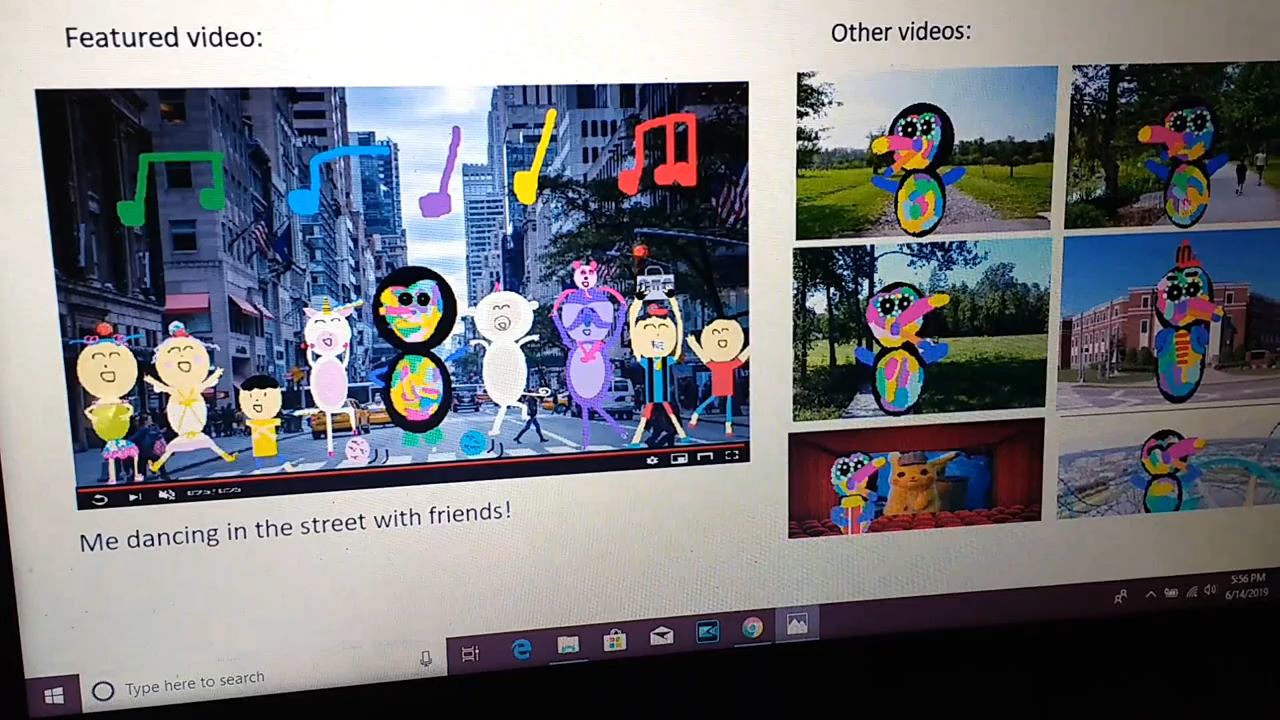 Featured video:
Other videos:
Me dancing in the street with friends!
5:56 PM
6/14/2019
Type here to search